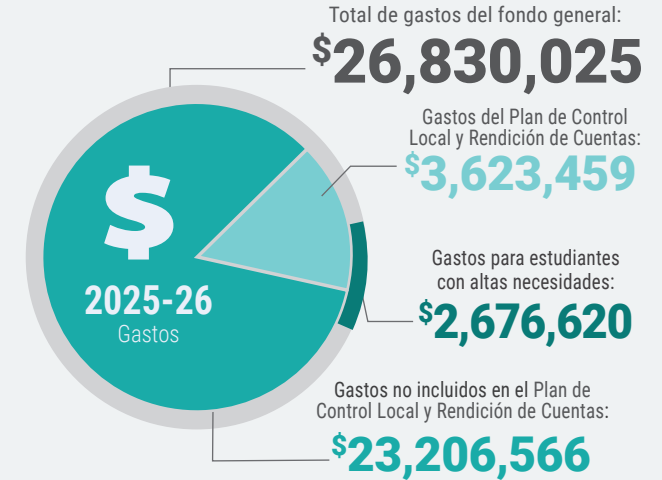 Total de gastos del fondo general:
$26,830,025
Gastos del Plan de Control
Local y Rendición de Cuentas:
$3,623,459
$
2025-26
Gastos
Gastos para estudiantes
con altas necesidades:
$2,676,620
Gastos no incluidos en el Plan de
Control Local y Rendición de Cuentas:
$23,206,566